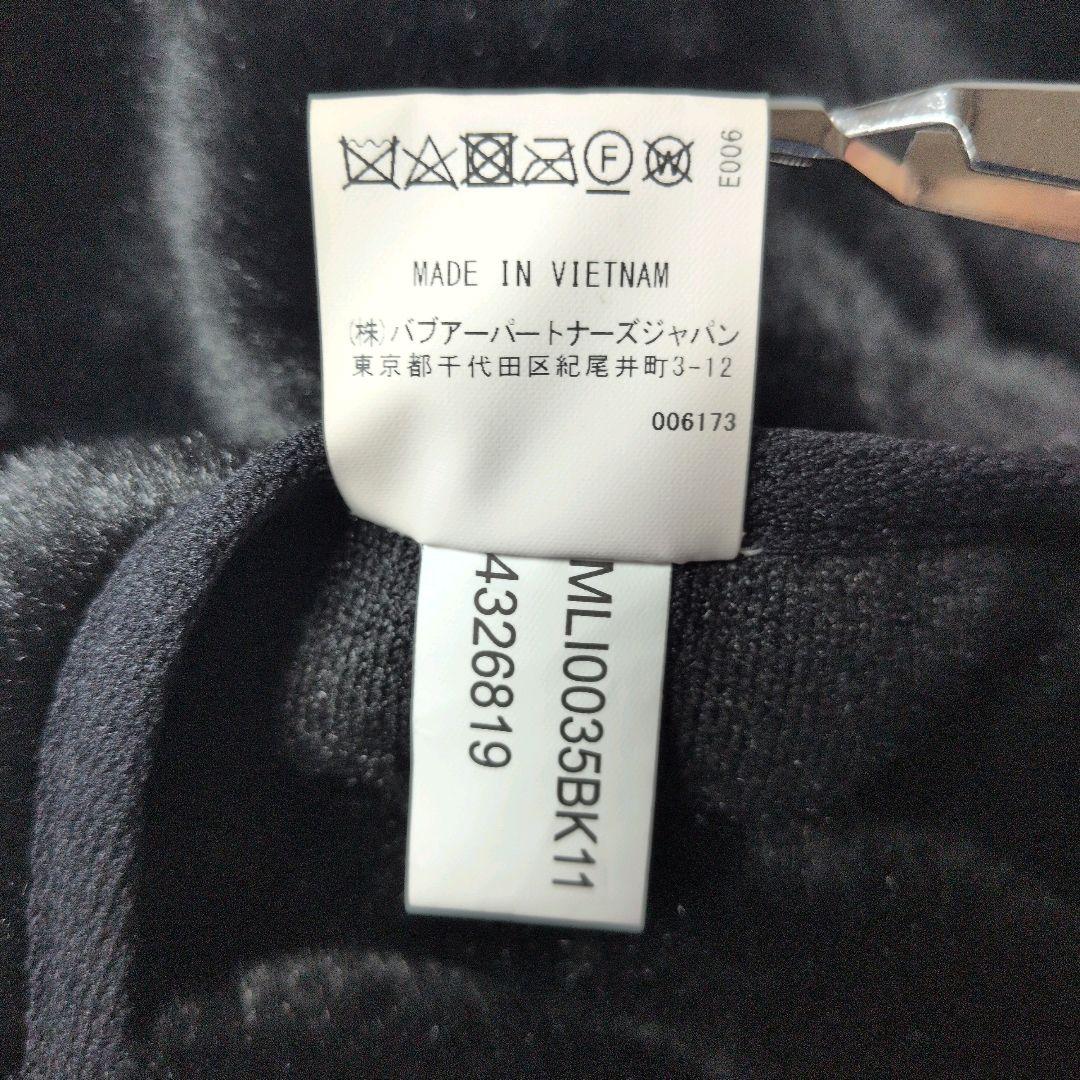 F W
E006
MADE IN VIETNAM
(株)バブアーパートナーズジャパン
東京都千代田区紀尾井町3-12
006173
MLI0035BK11
4326819